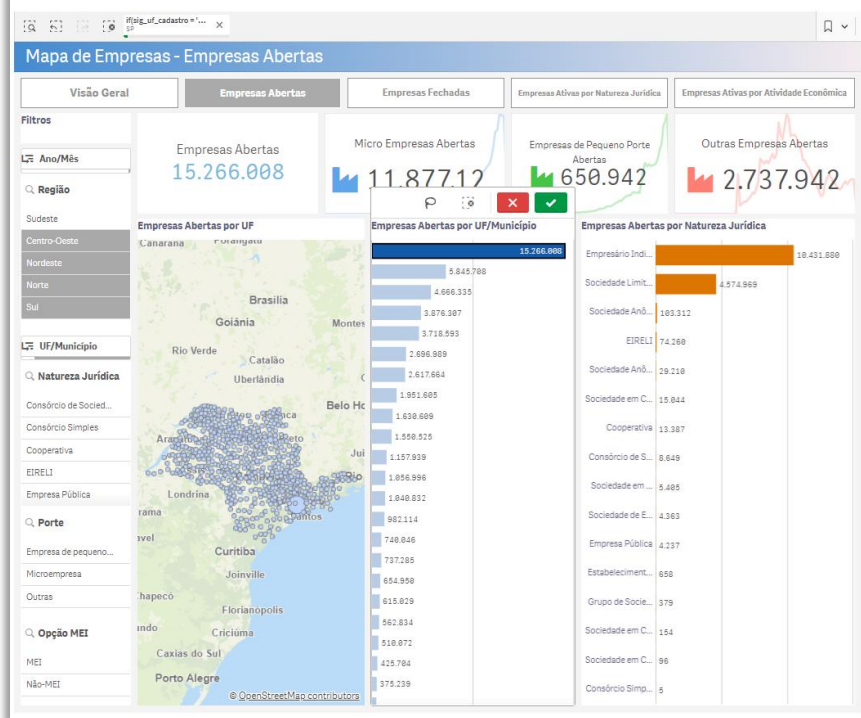 if(sig_uf_cadastro = '...
SP
Mapa de Empresas - Empresas Abertas
Visão Geral
Empresas Abertas
Empresas Fechadas
Empresas Ativas por Natureza Jurídica
Empresas Ativas por Atividade Econômica
Filtros
Ano/Mês
Região
Sudeste
Centro-Oeste
Nordeste
Norte
Sul
UF/Municipio
Natureza Jurídica
Consórcio de Socied...
Consórcio Simples
Cooperativa
EIRELI
Empresa Pública
Porte
Empresa de pequeno...
Microempresa
Outras
Opção MEI
MEI
Não-MEI
Empresas Abertas
15.266.008
Micro Empresas Abertas
11.877.12
Empresas de Pequeno Porte
Abertas
650.942
Outras Empresas Abertas
2.737.942
Empresas Abertas por UF
Canarana
Porangatu
Brasília
Goiânia
Montes
Rio Verde
Catalão
Uberlândia
Belo Ho
Jui
Londrina
Curitiba
Joinville
Chapecó
Florianópolis
Criciúma
Caxias do Sul
Porto Alegre
© OpenStreetMap contributors
Empresas Abertas por UF/Município
15.266.008
5.845.708
4.666.335
3.876.307
3.718.593
2.696.989
2.617.664
1.951.605
1.630.609
1.550.525
1.157.939
1.056.996
1.040.832
982.114
740.046
737.285
654.950
615.029
562.834
510.072
425.704
375.239
Empresas Abertas por Natureza Jurídica
Empresário Indi... 10.431.880
Sociedade Limit... 4.574.969
Sociedade Anô... 103.312
EIRELI 74.260
Sociedade Anô... 29.210
Sociedade em C... 15.044
Cooperativa 13.387
Consórcio de S... 8.649
Sociedade em ... 5.405
Sociedade de E... 4.363
Empresa Pública 4.237
Estabeleciment... 658
Grupo de Socie... 379
Sociedade em C... 154
Sociedade em C... 96
Consórcio Simp... 5